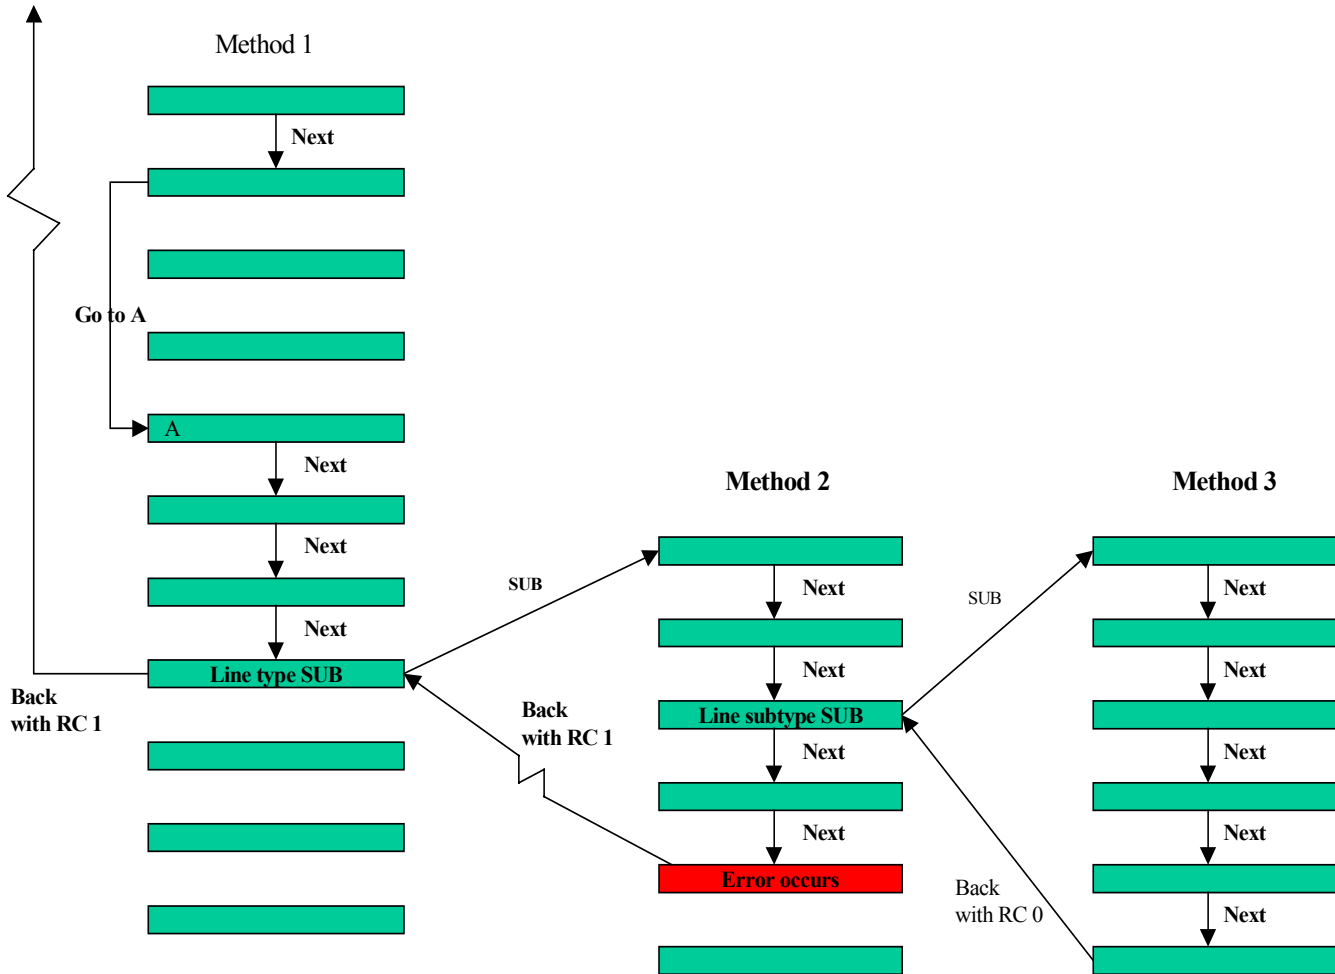 Method 1
Next
Go to A
A
Next
Next
Next
Line type SUB
Back
with RC 1
SUB
Back
with RC 1
Method 2
Next
Next
Line subtype SUB
Next
Next
Error occurs
SUB
Back
with RC 0
Method 3
Next
Next
Next
Next
Next